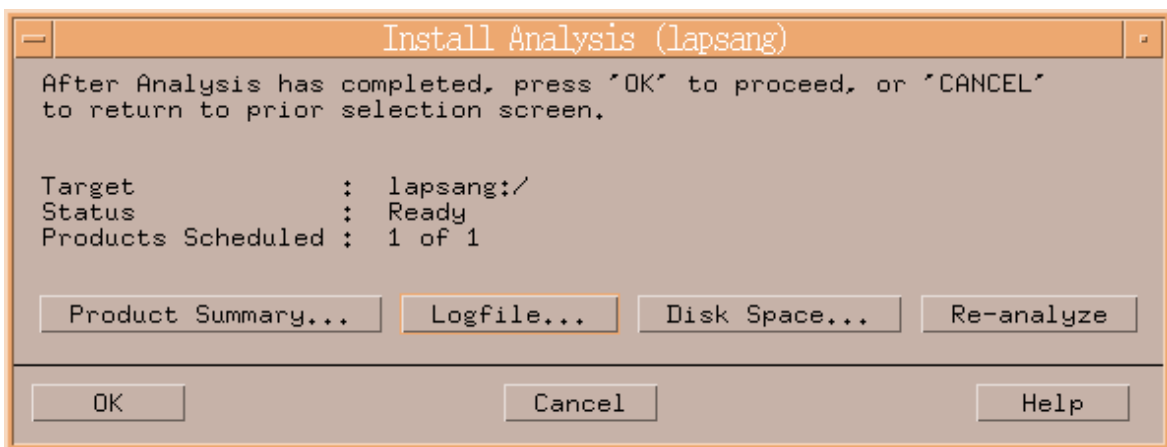 Install Analysis (lapsang)
After Analysis has completed, press ´OK´ to proceed, or ´CANCEL´
to return to prior selection screen.
Target : lapsang:/
Status : Ready
Products Scheduled : 1 of 1
Product Summary... Logfile... Disk Space... Re-analyze
OK Cancel Help